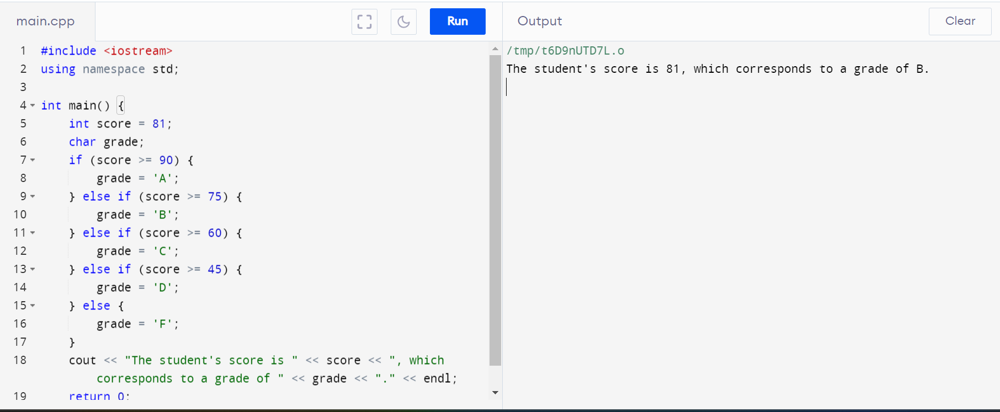 main.cpp
Run
Output
Clear
1 #include <iostream>
2 using namespace std;
3
4 int main() {
5     int score = 81;
6     char grade;
7     if (score >= 90) {
8         grade = 'A';
9     } else if (score >= 75) {
10         grade = 'B';
11     } else if (score >= 60) {
12         grade = 'C';
13     } else if (score >= 45) {
14         grade = 'D';
15     } else {
16         grade = 'F';
17     }
18     cout << "The student's score is " << score << ", which
        corresponds to a grade of " << grade << "." << endl;
19     return 0;
/tmp/t6D9nUTD7L.o
The student's score is 81, which corresponds to a grade of B.